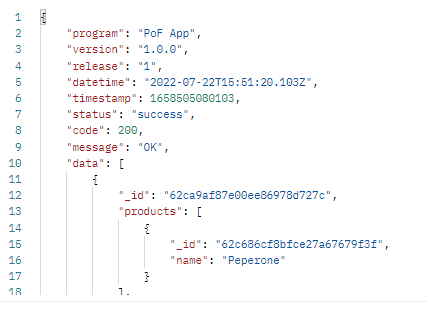 1 {
2 "program": "PoF App",
3 "version": "1.0.0",
4 "release": "1",
5 "datetime": "2022-07-22T15:51:20.103Z",
6 "timestamp": 1658505080103,
7 "status": "success",
8 "code": 200,
9 "message": "OK",
10 "data": [
11 {
12 "_id": "62ca9af87e00ee86978d727c",
13 "products": [
14 {
15 "_id": "62c686cf8bfce27a67679f3f",
16 "name": "Peperone"
17 }
18 ],